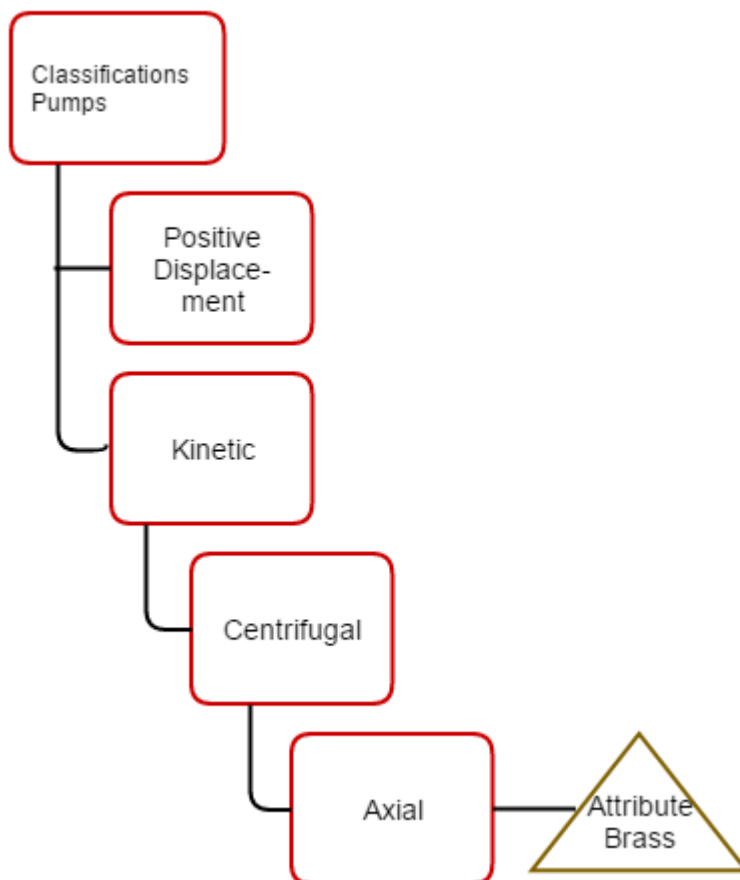 Classifications
Pumps
Positive
Displace-
ment
Kinetic
Centrifugal
Axial
Attribute
Brass